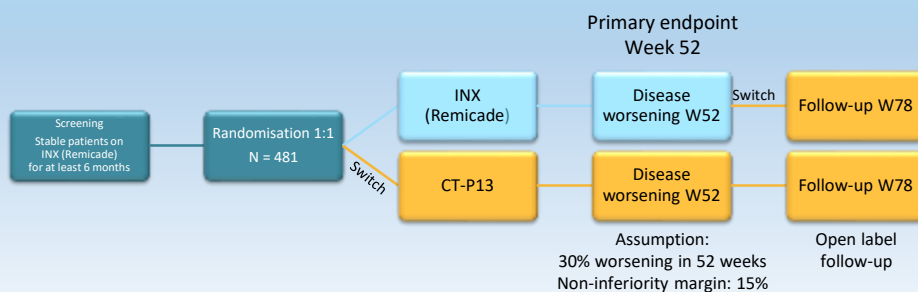 Primary endpoint
Week 52
Screening
Stable patients on
INX (Remicade)
for at least 6 months
Randomisation 1:1
N = 481
Switch
INX
(Remicade)
Disease
worsening W52
Switch
Follow-up W78
CT-P13
Disease
worsening W52
Follow-up W78
Assumption:
30% worsening in 52 weeks
Non-inferiority margin: 15%
Open label
follow-up